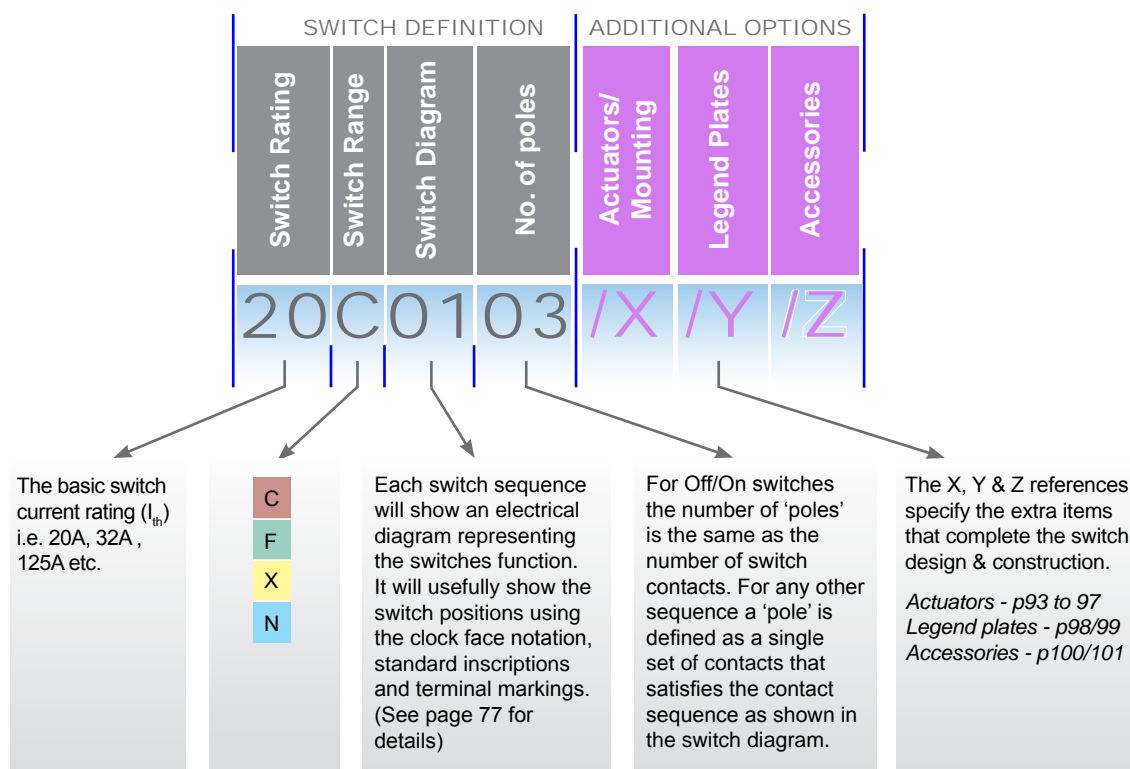 SWITCH DEFINITION
ADDITIONAL OPTIONS
Switch Rating
Switch Range
Switch Diagram
No. of poles
Actuators/
Mounting
Legend Plates
Accessories
20C0103/X/Y/Z
The basic switch
current rating (Ith)
i.e. 20A, 32A ,
125A etc.
C
F
X
N
Each switch sequence
will show an electrical
diagram representing
the switches function.
It will usefully show the
switch positions using
the clock face notation,
standard inscriptions
and terminal markings.
(See page 77 for
details)
For Off/On switches
the number of ‘poles’
is the same as the
number of switch
contacts. For any other
sequence a ‘pole’ is
defined as a single
set of contacts that
satisfies the contact
sequence as shown in
the switch diagram.
The X, Y & Z references
specify the extra items
that complete the switch
design & construction.
Actuators - p93 to 97
Legend plates - p98/99
Accessories - p100/101